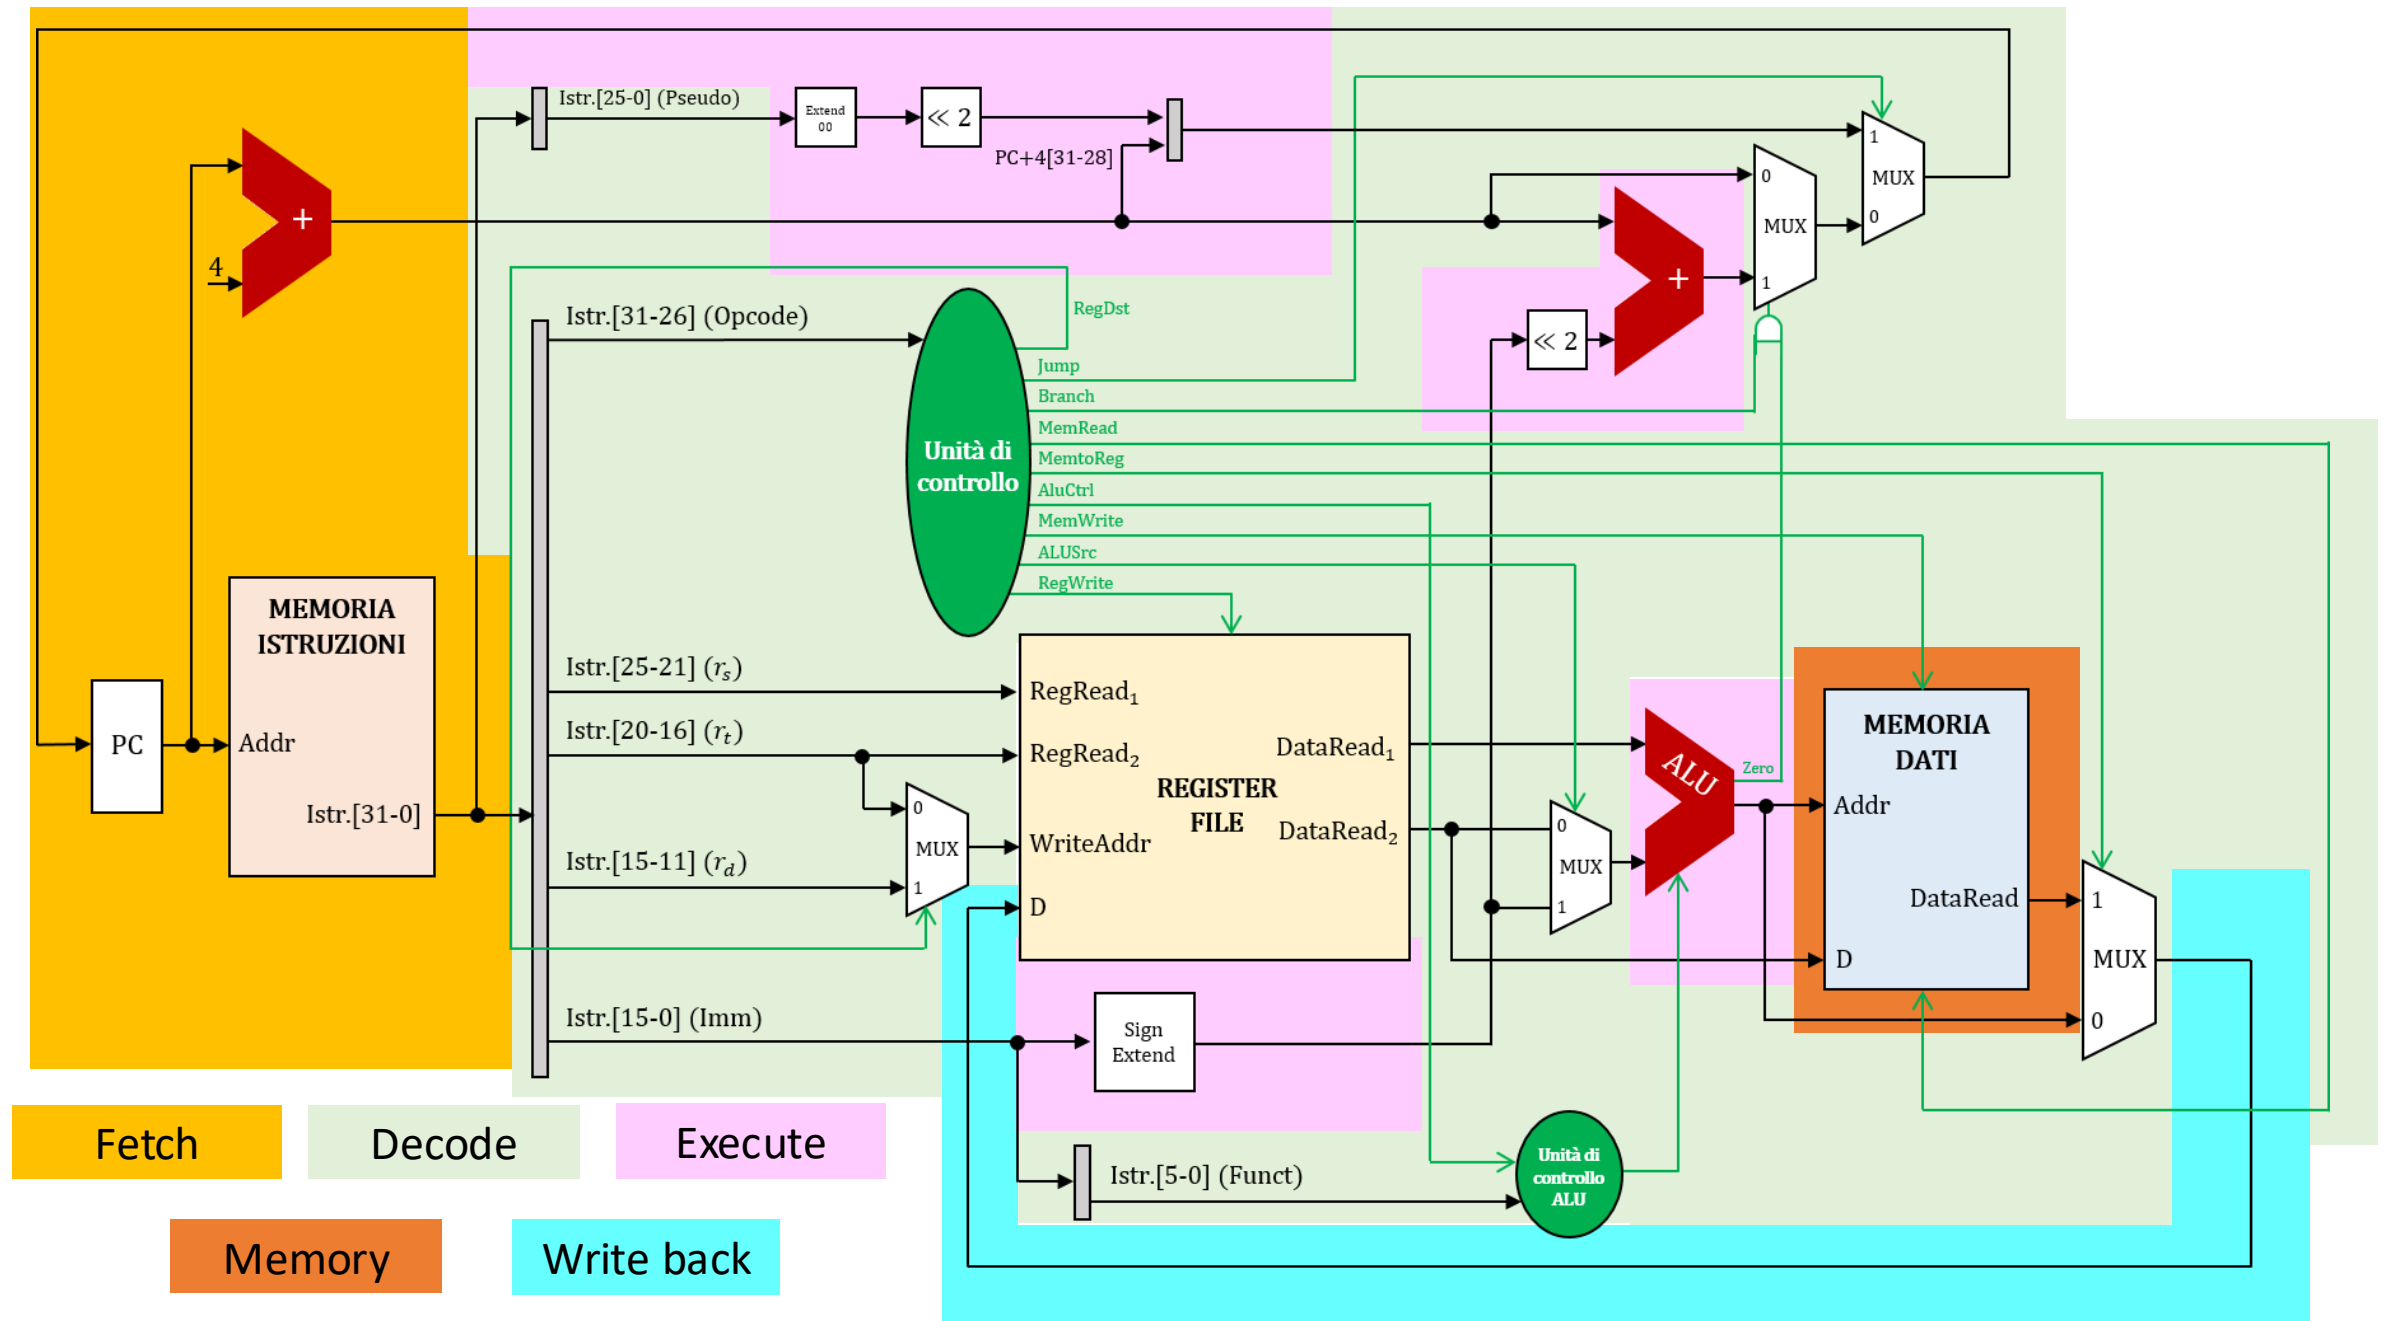 Istr.[25-0] (Pseudo)
Extend
00
≪ 2
PC+4[31-28]
1
MUX
0
0
MUX
1
+
4
+
≪ 2
Istr.[31-26] (Opcode)
RegDst
Jump
Branch
MemRead
MemtoReg
AluCtrl
MemWrite
ALUSrc
RegWrite
Unità di
controllo
MEMORIA
ISTRUZIONI
PC
Addr
Istr.[31-0]
Istr.[25-21] (rₛ)
Istr.[20-16] (rₜ)
Istr.[15-11] (r_d)
Istr.[15-0] (Imm)
0
MUX
1
RegRead₁
RegRead₂
WriteAddr
D
REGISTER
FILE
DataRead₁
DataRead₂
0
MUX
1
ALU
Zero
MEMORIA
DATI
Addr
DataRead
D
1
MUX
0
Sign
Extend
Istr.[5-0] (Funct)
Unità di
controllo
ALU
Fetch
Decode
Execute
Memory
Write back